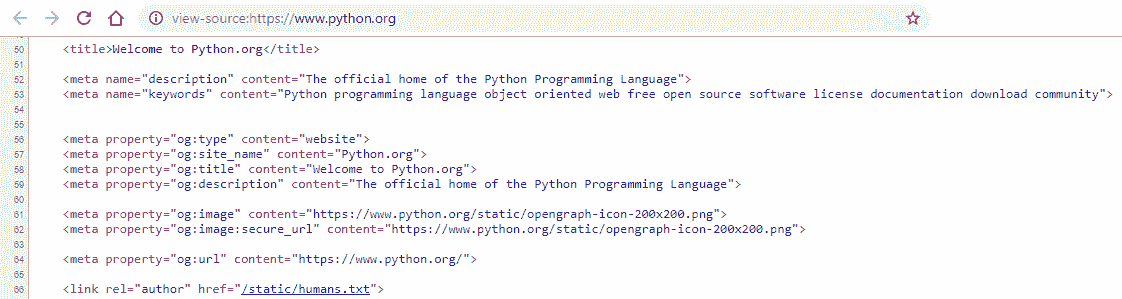 view-source:https://www.python.org
50 <title>Welcome to Python.org</title>
51
52 <meta name="description" content="The official home of the Python Programming Language">
53 <meta name="keywords" content="Python programming language object oriented web free open source software license documentation download community">
54
55
56 <meta property="og:type" content="website">
57 <meta property="og:site_name" content="Python.org">
58 <meta property="og:title" content="Welcome to Python.org">
59 <meta property="og:description" content="The official home of the Python Programming Language">
60
61 <meta property="og:image" content="https://www.python.org/static/opengraph-icon-200x200.png">
62 <meta property="og:image:secure_url" content="https://www.python.org/static/opengraph-icon-200x200.png">
63
64 <meta property="og:url" content="https://www.python.org/">
65
66 <link rel="author" href="/static/humans.txt">